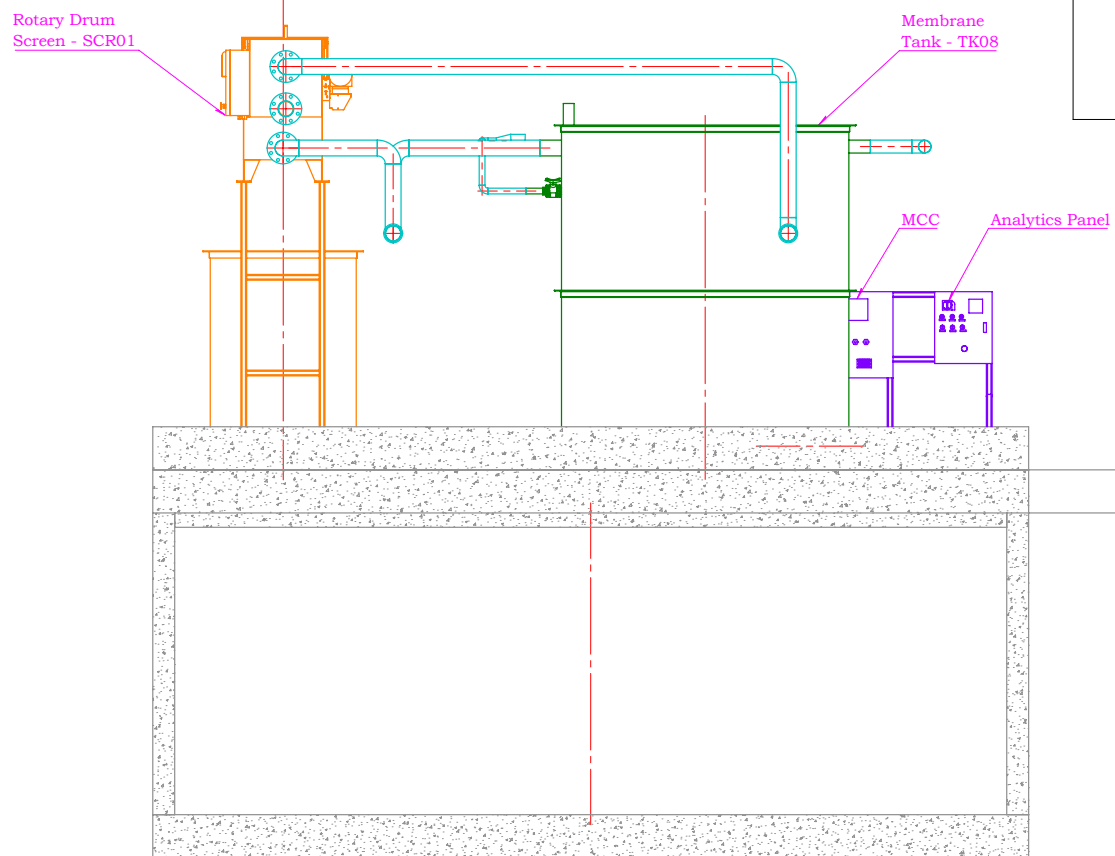 Rotary Drum
Screen - SCR01
Membrane
Tank - TK08
MCC
Analytics Panel